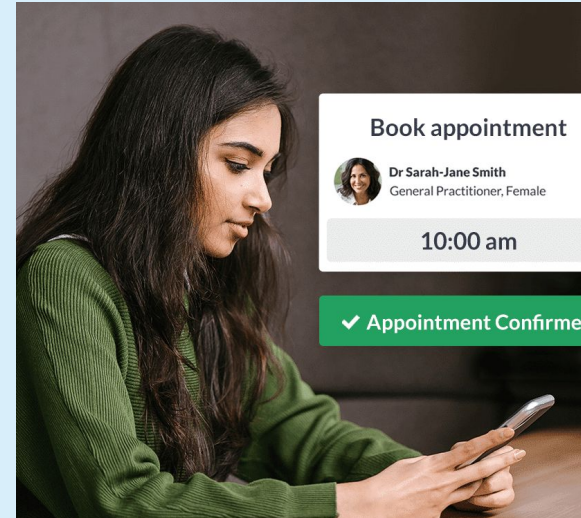 Book appointment
Dr Sarah-Jane Smith
General Practitioner, Female
10:00 am
Appointment Confirme